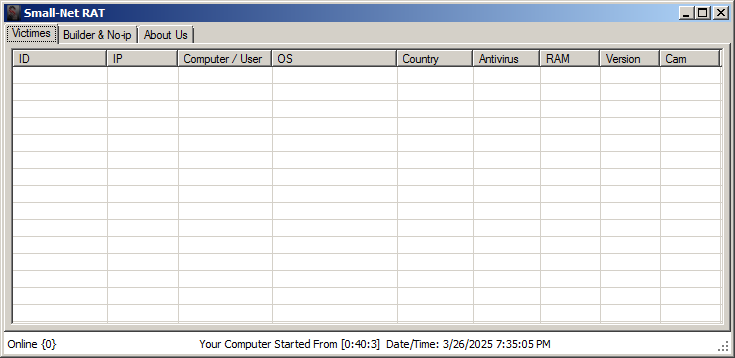 Small-Net RAT
Victimes Builder & No-ip About Us
ID IP Computer / User OS Country Antivirus RAM Version Cam
Online {0} Your Computer Started From [0:40:3] Date/Time: 3/26/2025 7:35:05 PM